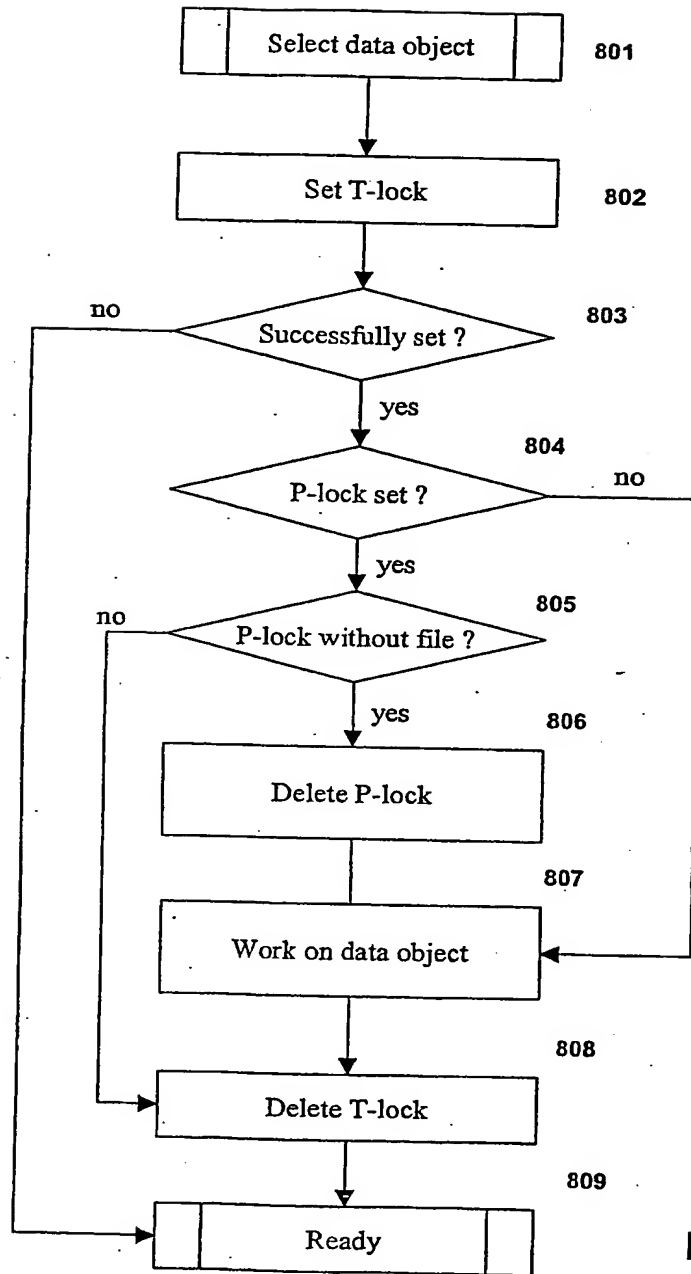 Select data object
801
Set T-lock
802
803
no
Successfully set ?
yes
804
P-lock set ?
no
yes
805
no
P-lock without file ?
yes
806
Delete P-lock
807
Work on data object
808
Delete T-lock
809
Ready